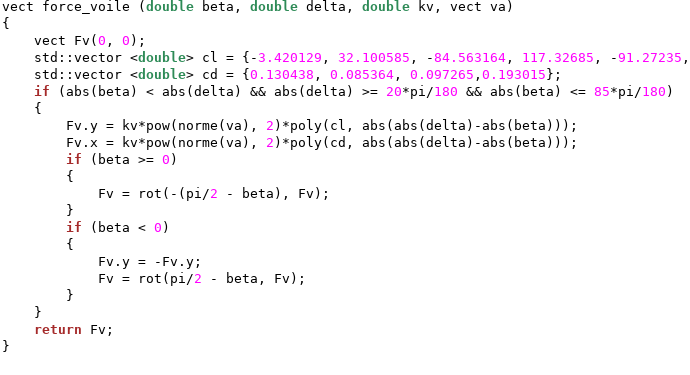 vect force_voile (double beta, double delta, double kv, vect va)
{
    vect Fv(0, 0);
    std::vector <double> cl = {-3.420129, 32.100585, -84.563164, 117.32685, -91.27235,
    std::vector <double> cd = {0.130438, 0.085364, 0.097265,0.193015};
    if (abs(beta) < abs(delta) && abs(delta) >= 20*pi/180 && abs(beta) <= 85*pi/180)
    {
        Fv.y = kv*pow(norme(va), 2)*poly(cl, abs(abs(delta)-abs(beta)));
        Fv.x = kv*pow(norme(va), 2)*poly(cd, abs(abs(delta)-abs(beta)));
        if (beta >= 0)
        {
            Fv = rot(-(pi/2 - beta), Fv);
        }
        if (beta < 0)
        {
            Fv.y = -Fv.y;
            Fv = rot(pi/2 - beta, Fv);
        }
    }
    return Fv;
}